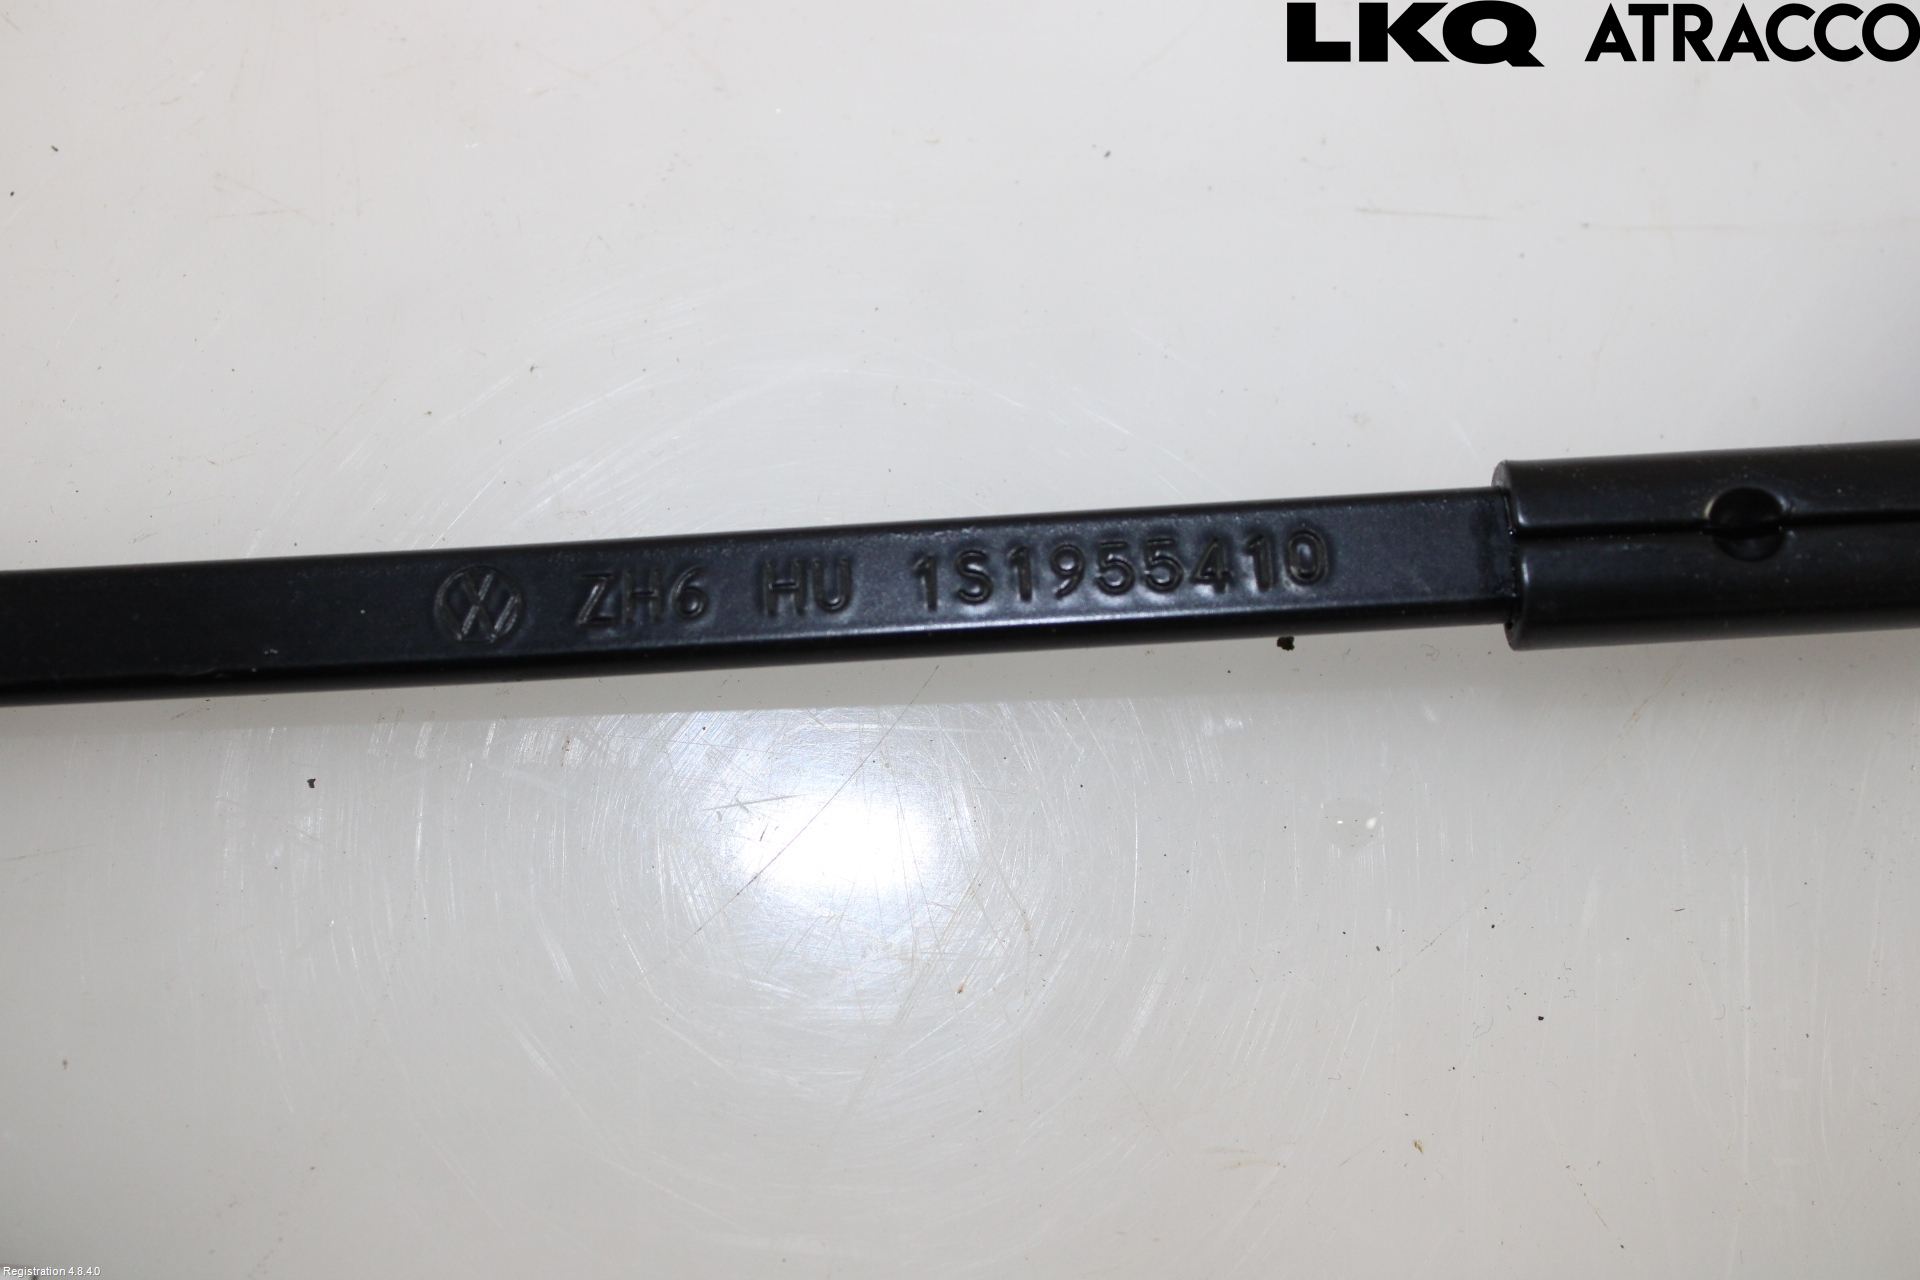 LKQ ATRACCO
ZH6 HU 1S1955410
Registration 4.8.4.0